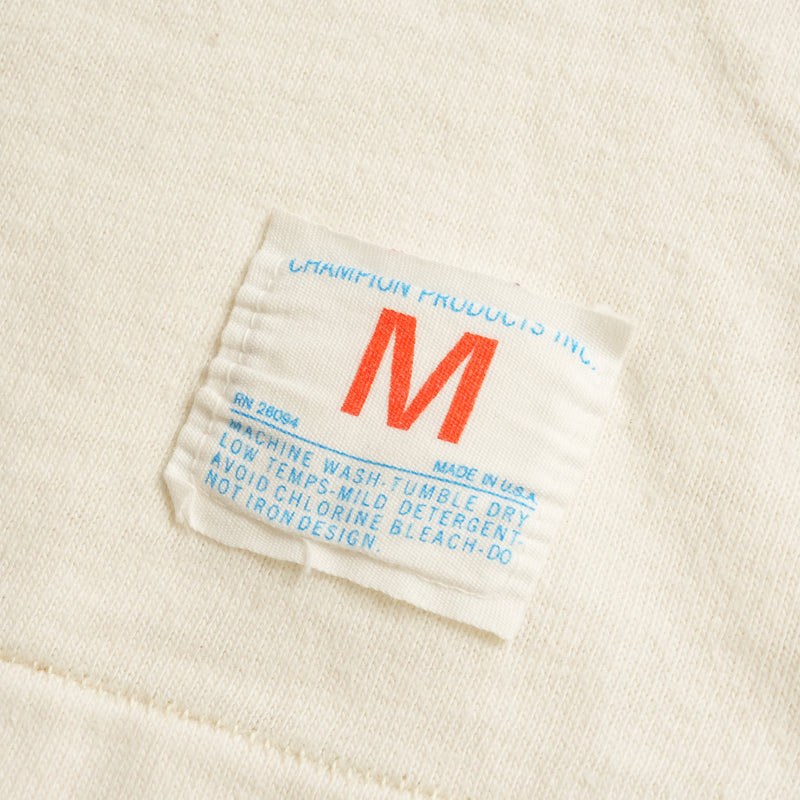 CHAMPION PRODUCTS INC.
M
RN 26094
MADE IN U.S.A
MACHINE WASH-TUMBLE DRY
LOW TEMPS-MILD DETERGENT-
AVOID CHLORINE BLEACH-DO
NOT IRON DESIGN.